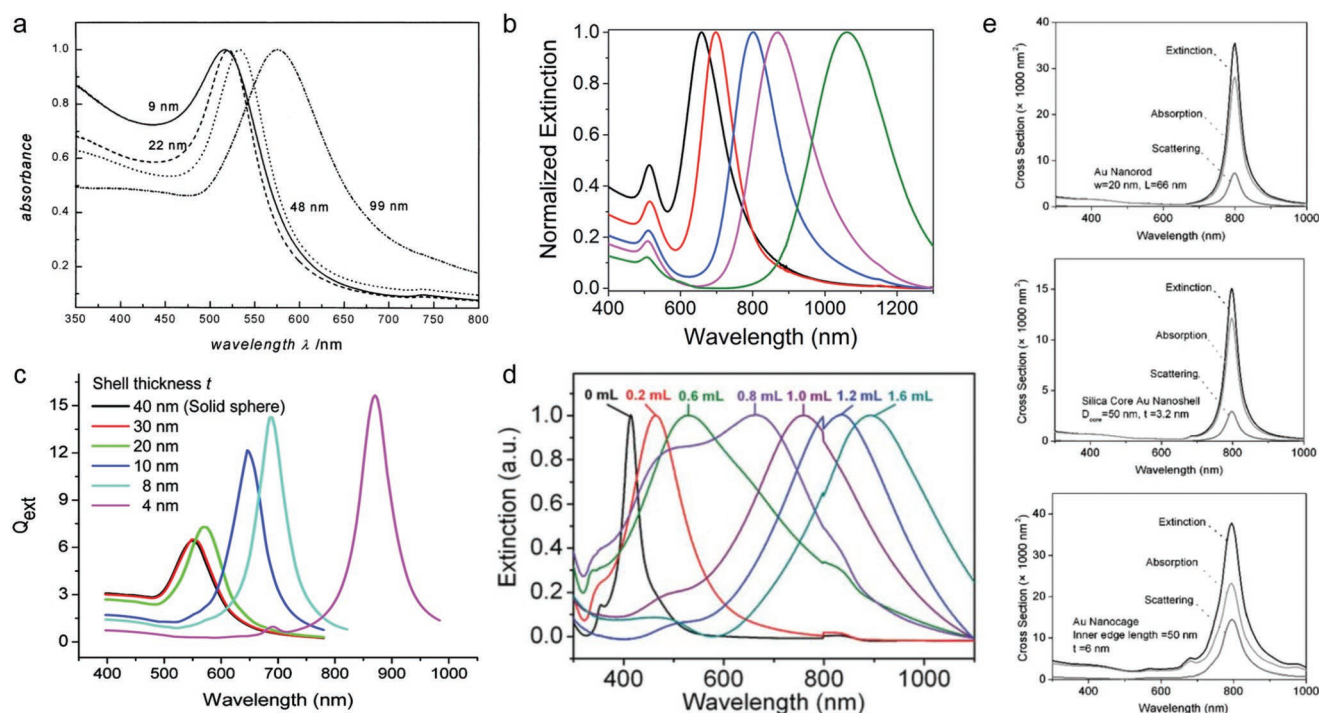 a
absorbance
1.0
0.8
0.6
0.4
0.2
9 nm
22 nm
48 nm
99 nm
350 400 450 500 550 600 650 700 750 800
wavelength λ /nm
b
Normalized Extinction
1.0
0.8
0.6
0.4
0.2
0.0
400 600 800 1000 1200
Wavelength (nm)
c
Q_ext
15
12
9
6
3
0
Shell thickness t
40 nm (Solid sphere)
30 nm
20 nm
10 nm
8 nm
4 nm
400 500 600 700 800 900 1000
Wavelength (nm)
d
Extinction (a.u.)
1.0
0.8
0.6
0.4
0.2
0.0
0 mL 0.2 mL 0.6 mL 0.8 mL 1.0 mL 1.2 mL 1.6 mL
400 600 800 1000
Wavelength (nm)
e
Cross Section (× 1000 nm²)
40
30
20
10
0
Extinction
Absorption
Scattering
Au Nanorod
w=20 nm, L=66 nm
400 600 800 1000
Wavelength (nm)
Cross Section (× 1000 nm²)
15
10
5
0
Extinction
Absorption
Scattering
Silica Core Au Nanoshell
D_core=50 nm, t =3.2 nm
400 600 800 1000
Wavelength (nm)
Cross Section (× 1000 nm²)
40
30
20
10
0
Extinction
Absorption
Scattering
Au Nanocage
Inner edge length =50 nm
t =6 nm
400 600 800 1000
Wavelength (nm)